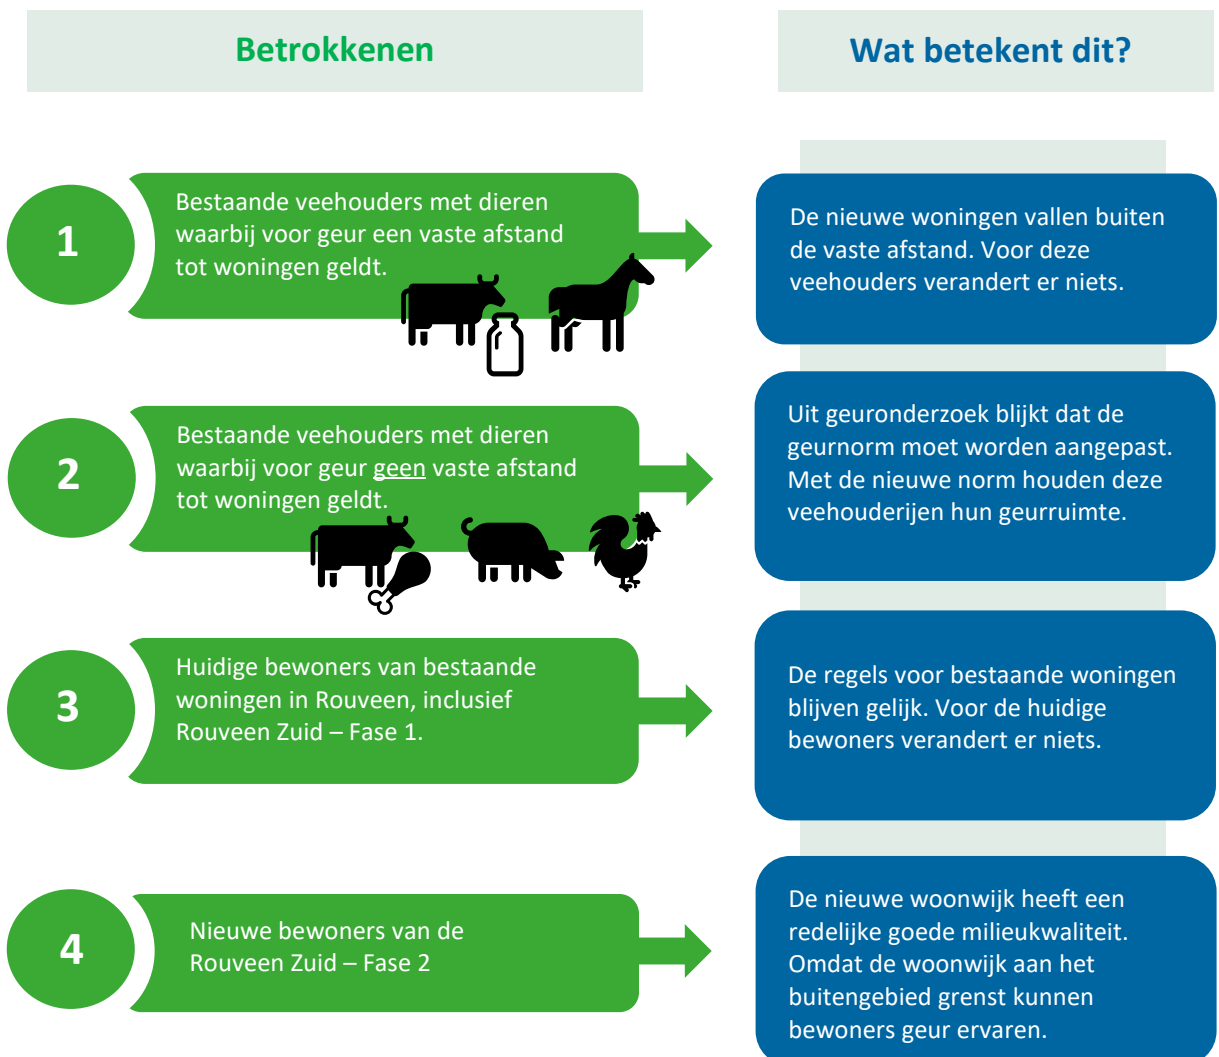 Betrokkenen
Wat betekent dit?
1
Bestaande veehouders met dieren
waarbij voor geur een vaste afstand
tot woningen geldt.
De nieuwe woningen vallen buiten
de vaste afstand. Voor deze
veehouders verandert er niets.
2
Bestaande veehouders met dieren
waarbij voor geur geen vaste afstand
tot woningen geldt.
Uit geuronderzoek blijkt dat de
geurnorm moet worden aangepast.
Met de nieuwe norm houden deze
veehouderijen hun geurruimte.
3
Huidige bewoners van bestaande
woningen in Rouveen, inclusief
Rouveen Zuid – Fase 1.
De regels voor bestaande woningen
blijven gelijk. Voor de huidige
bewoners verandert er niets.
4
Nieuwe bewoners van de
Rouveen Zuid – Fase 2
De nieuwe woonwijk heeft een
redelijke goede milieukwaliteit.
Omdat de woonwijk aan het
buitengebied grenst kunnen
bewoners geur ervaren.